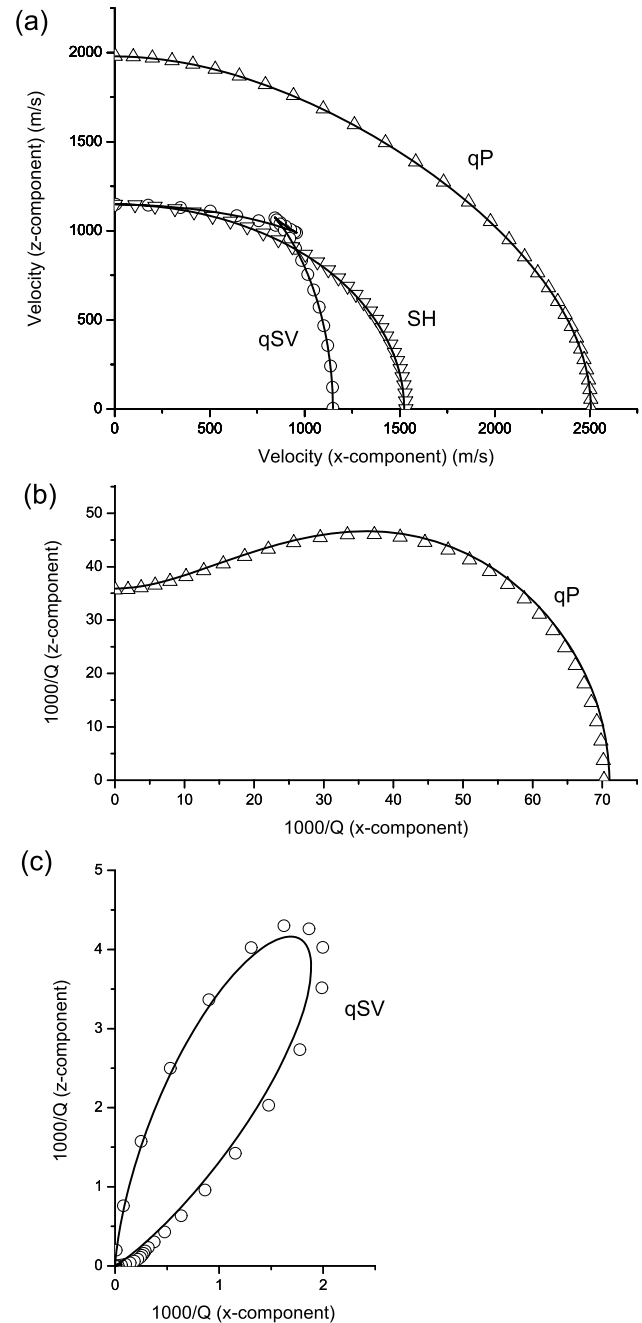 (a)
2000
1500
1000
500
0
Velocity (z-component) (m/s)
qP
SH
qSV
0 500 1000 1500 2000 2500
Velocity (x-component) (m/s)
(b)
50
40
30
20
10
0
1000/Q (z-component)
qP
0 10 20 30 40 50 60 70
1000/Q (x-component)
(c)
5
4
3
2
1
0
1000/Q (z-component)
qSV
0 1 2
1000/Q (x-component)